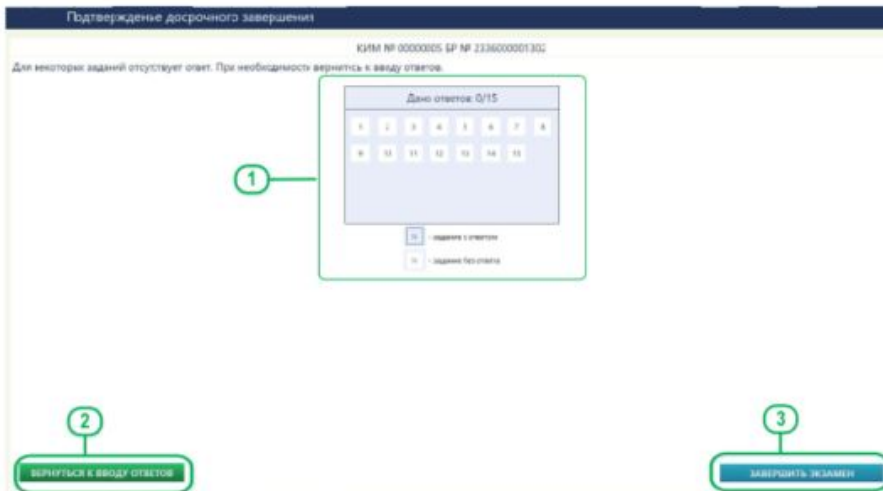 Подтверждение досрочного завершения
КИМ № 00000005 БР № 2336000001302
Для некоторых заданий отсутствует ответ. При необходимости вернитесь к вводу ответов.
Дано ответов: 0/15
1 2 3 4 5 6 7 8
9 10 11 12 13 14 15
1
- задание с ответом
- задание без ответа
2
3
ВЕРНУТЬСЯ К ВВОДУ ОТВЕТОВ
ЗАВЕРШИТЬ ЭКЗАМЕН